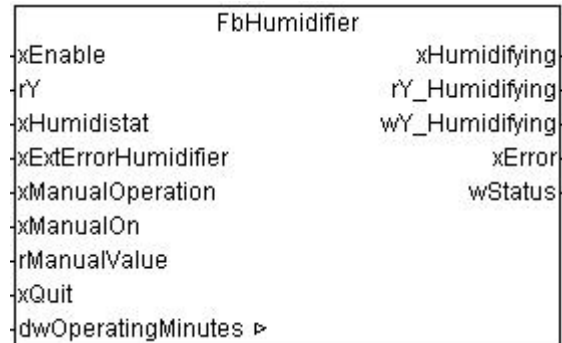 FbHumidifier
xEnable xHumidifying
rY rY_Humidifying
xHumidistat wY_Humidifying
xExtErrorHumidifier xError
xManualOperation wStatus
xManualOn
rManualValue
xQuit
dwOperatingMinutes ▷